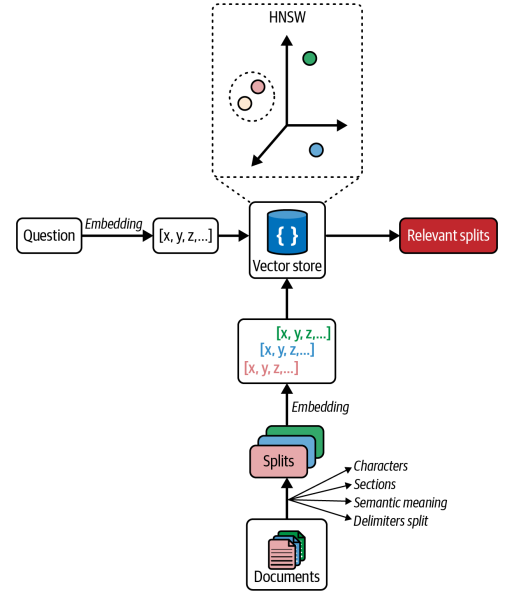 HNSW
Question
Embedding
[x, y, z,...]
{ }
Vector store
Relevant splits
[x, y, z,...]
[x, y, z,...]
[x, y, z,...]
Embedding
Splits
Characters
Sections
Semantic meaning
Delimiters split
Documents